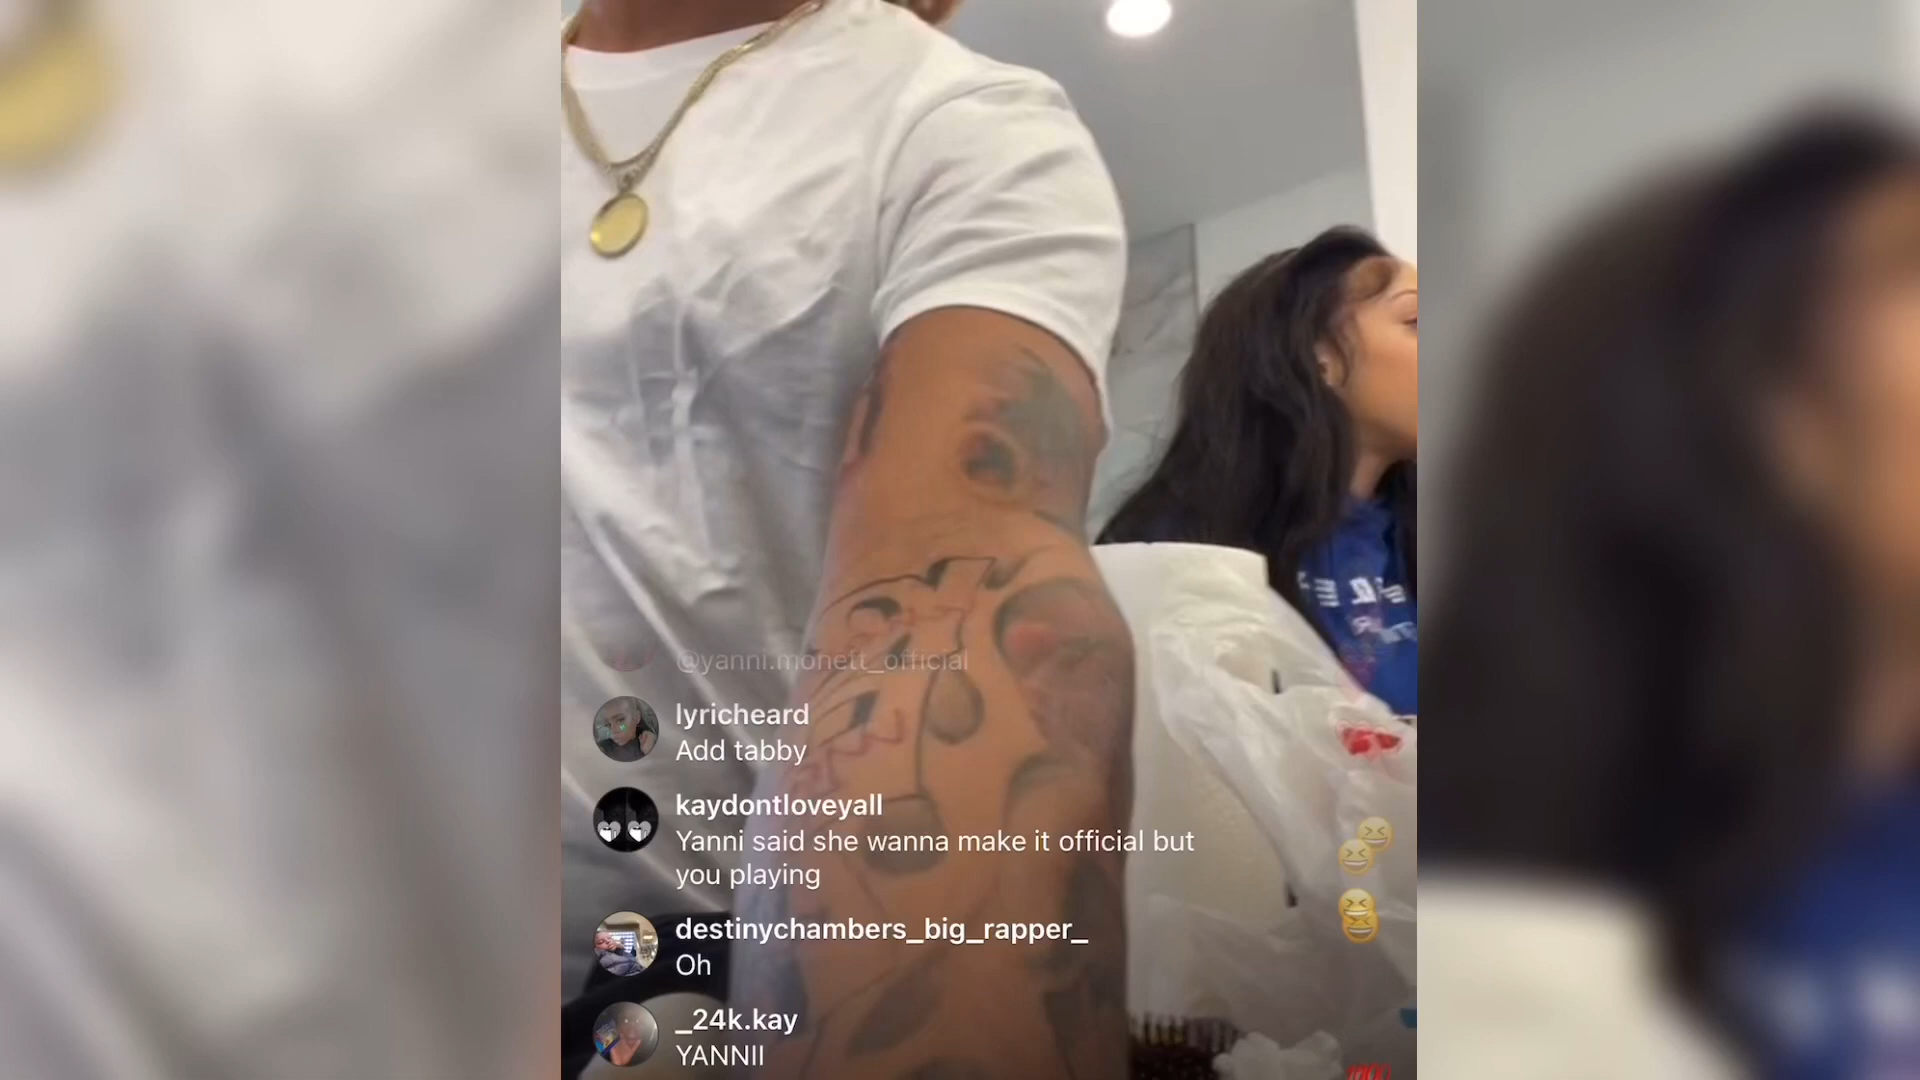 @yanni.monett_official
lyricheard
Add tabby
kaydontloveyall
Yanni said she wanna make it official but
you playing
destinychambers_big_rapper_
Oh
_24k.kay
YANNII